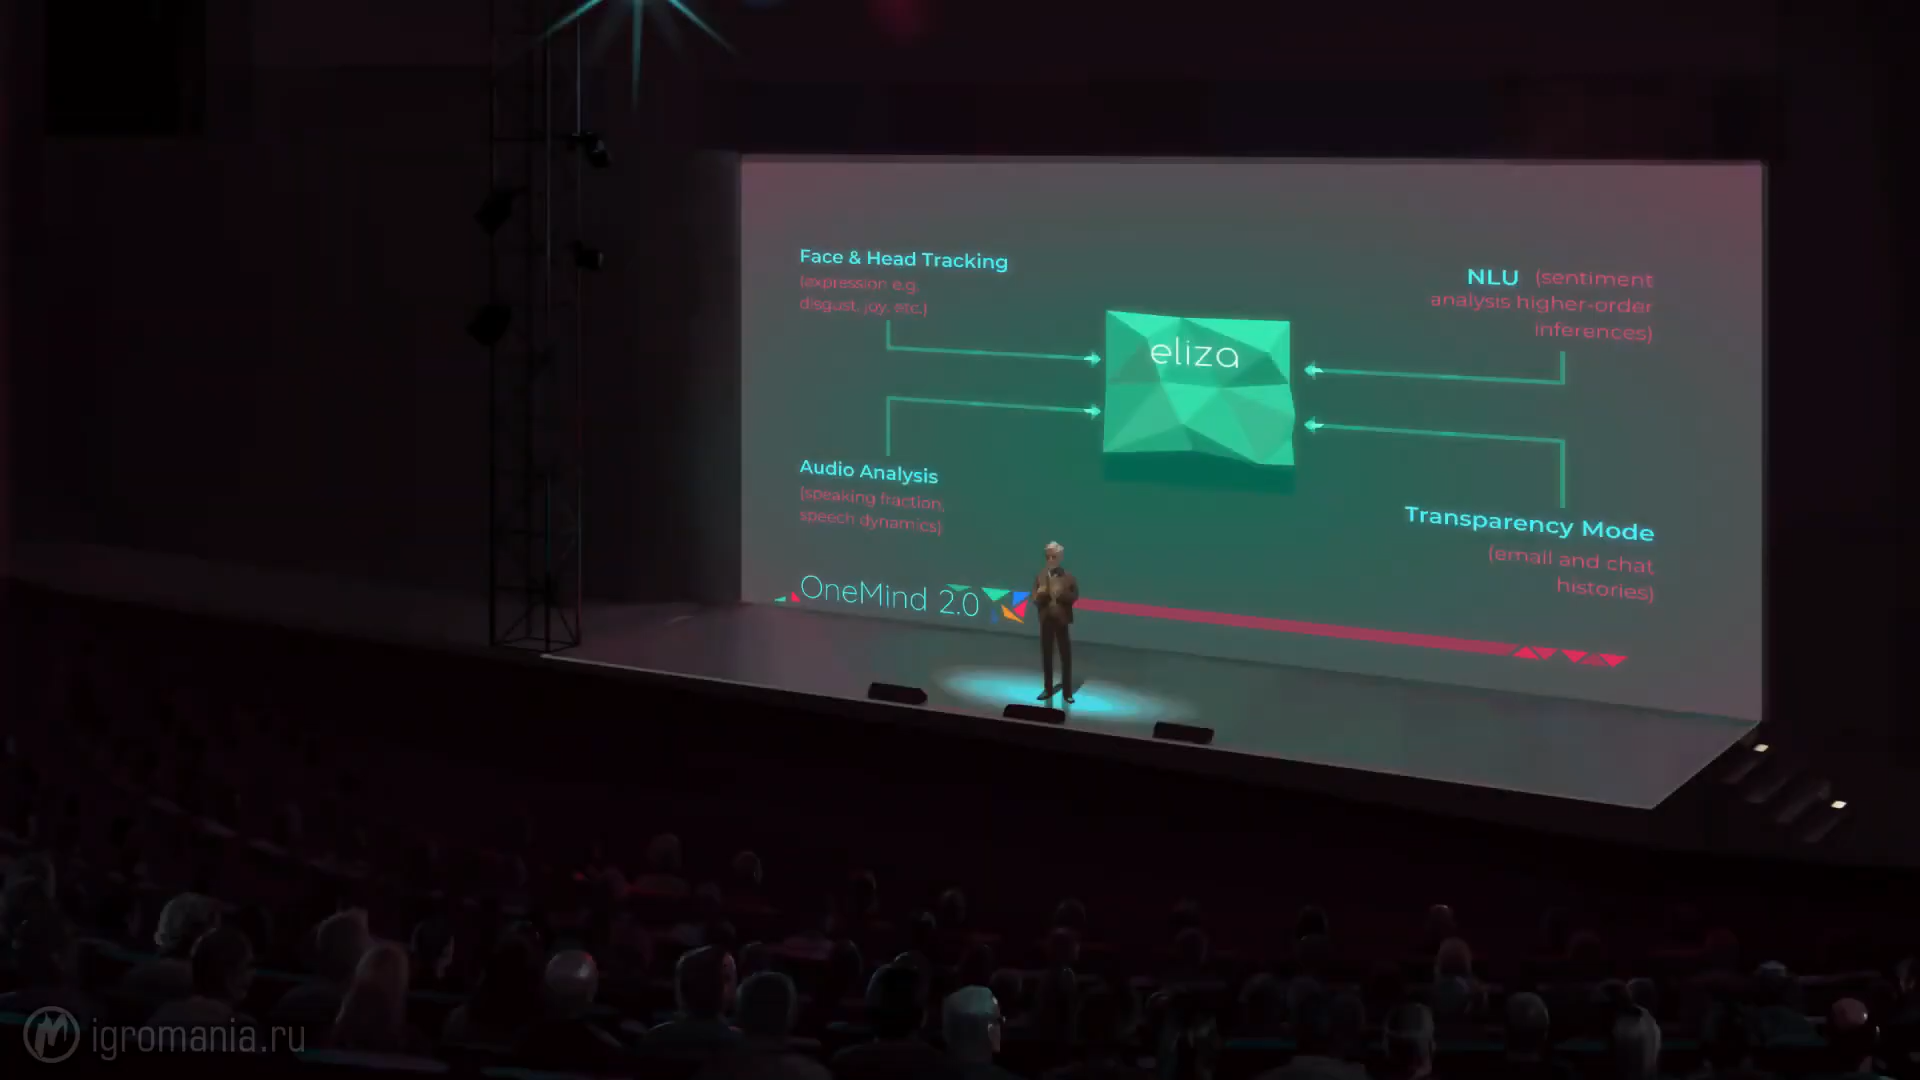 Face & Head Tracking
(expression e.g.
disgust, joy, etc.)
NLU (sentiment
analysis higher-order
inferences)
eliza
Audio Analysis
(speaking fraction,
speech dynamics)
Transparency Mode
(email and chat
histories)
OneMind 2.0
igromania.ru